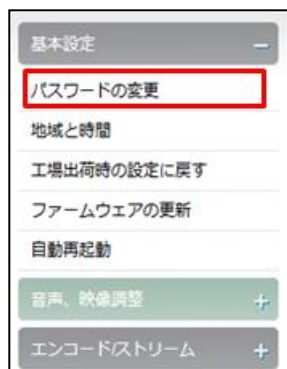 基本設定 −
パスワードの変更
地域と時間
工場出荷時の設定に戻す
ファームウェアの更新
自動再起動
音声、映像調整 +
エンコード/ストリーム +